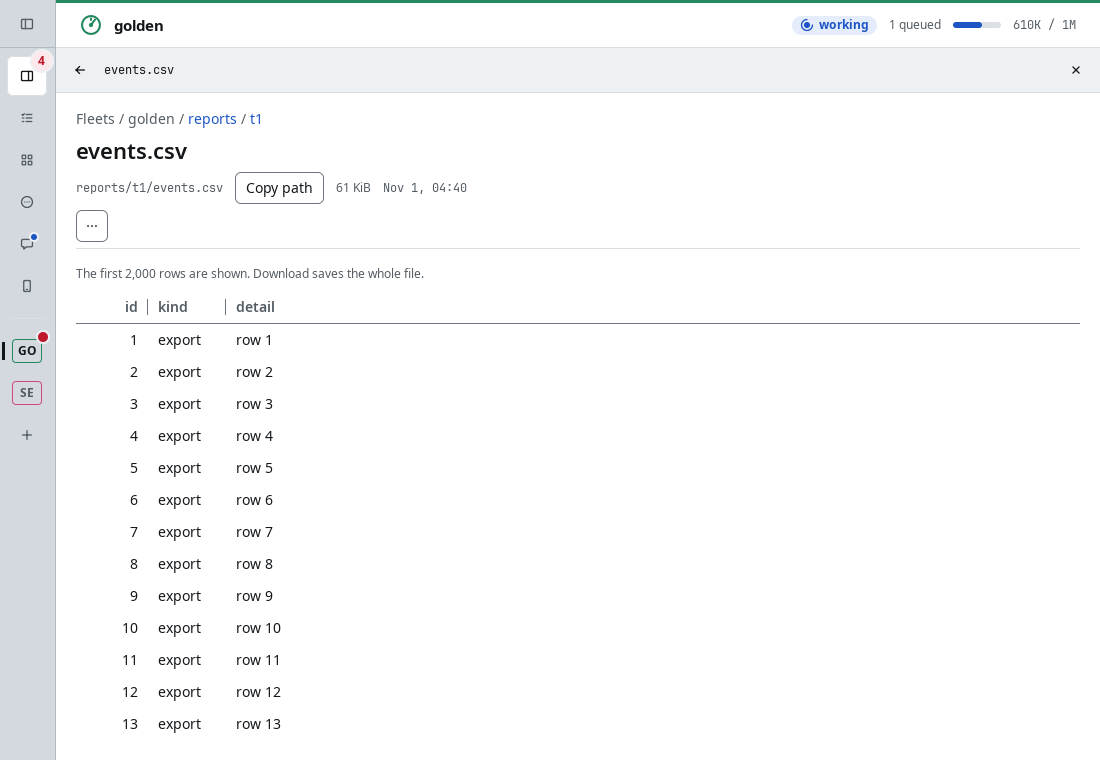 golden
working
1 queued
610K / 1M
4
events.csv
Fleets / golden / reports / t1
events.csv
reports/t1/events.csv
Copy path
61 KiB
Nov 1, 04:40
...
The first 2,000 rows are shown. Download saves the whole file.
id kind detail
1 export row 1
2 export row 2
3 export row 3
4 export row 4
5 export row 5
6 export row 6
7 export row 7
8 export row 8
9 export row 9
10 export row 10
11 export row 11
12 export row 12
13 export row 13
GO
SE